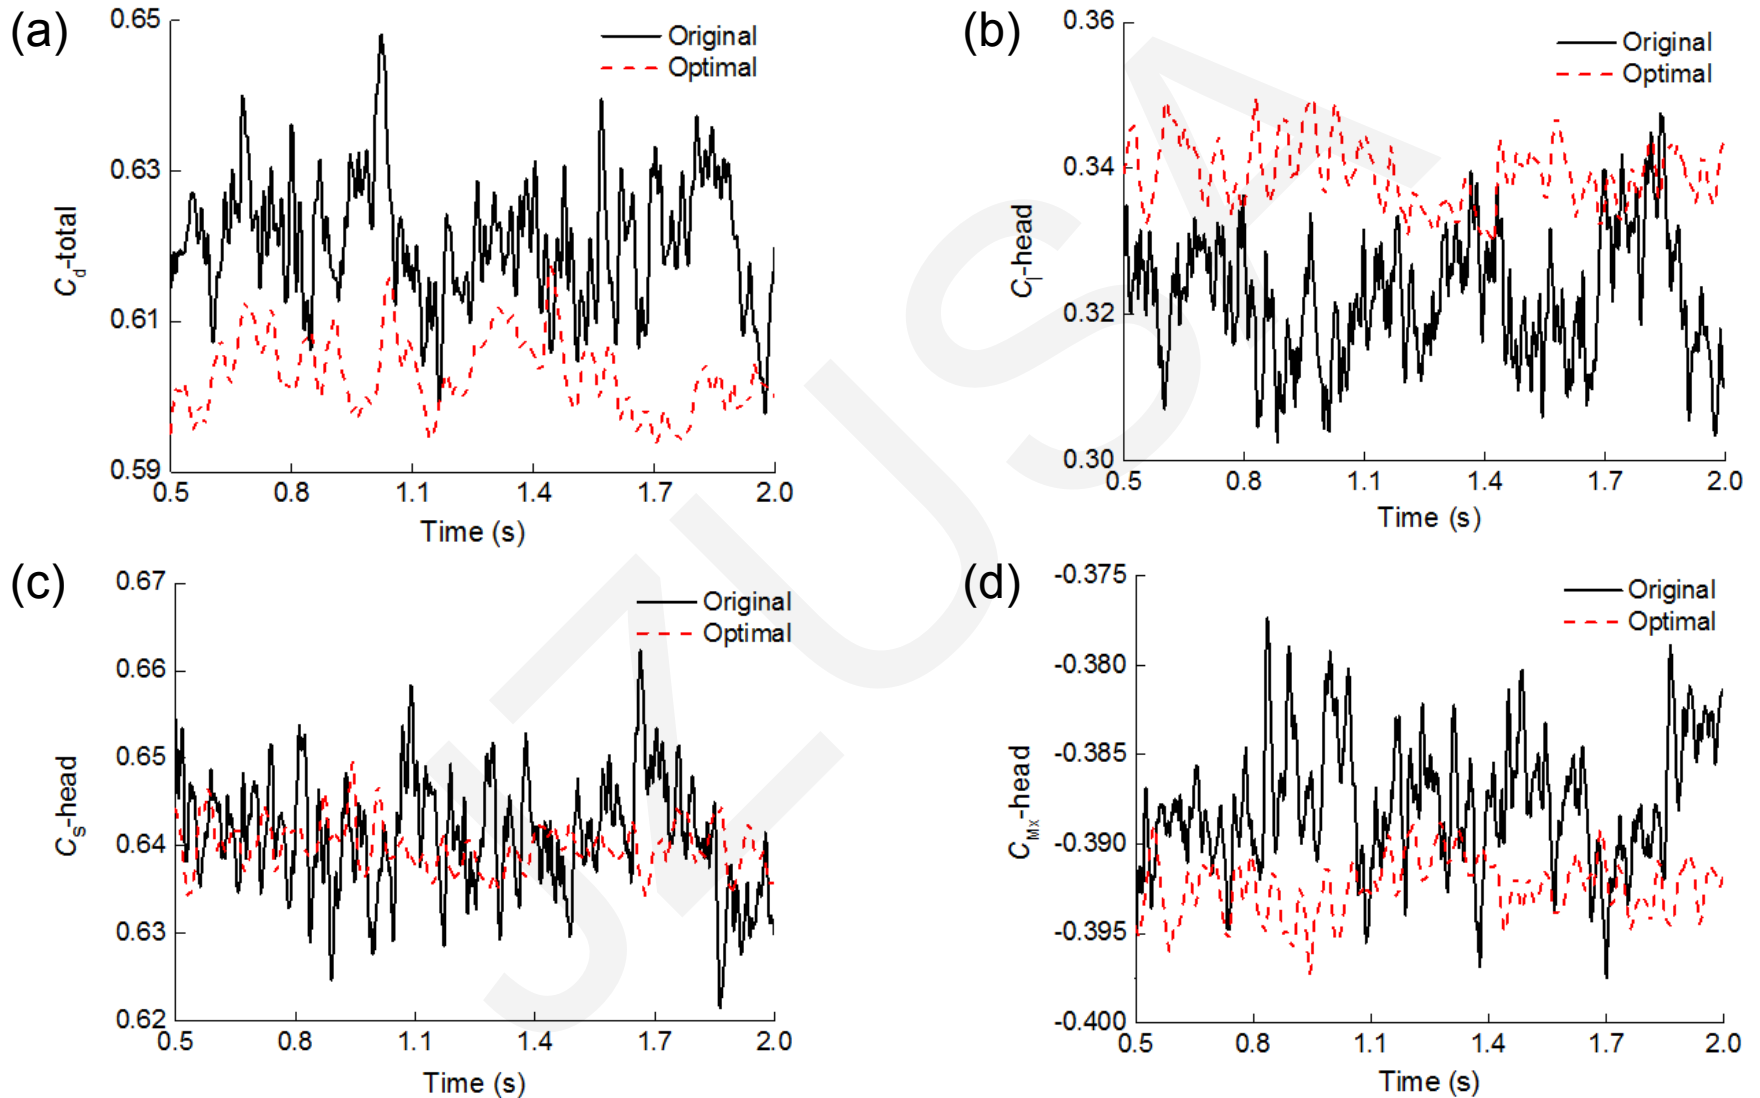 (a)
0.65
0.63
0.61
0.59
Cd-total
Original
Optimal
0.5 0.8 1.1 1.4 1.7 2.0
Time (s)
(b)
0.36
0.34
0.32
0.30
Cl-head
Original
Optimal
0.5 0.8 1.1 1.4 1.7 2.0
Time (s)
(c)
0.67
0.66
0.65
0.64
0.63
0.62
Cs-head
Original
Optimal
0.5 0.8 1.1 1.4 1.7 2.0
Time (s)
(d)
-0.375
-0.380
-0.385
-0.390
-0.395
-0.400
CMx-head
Original
Optimal
0.5 0.8 1.1 1.4 1.7 2.0
Time (s)
JZUSA